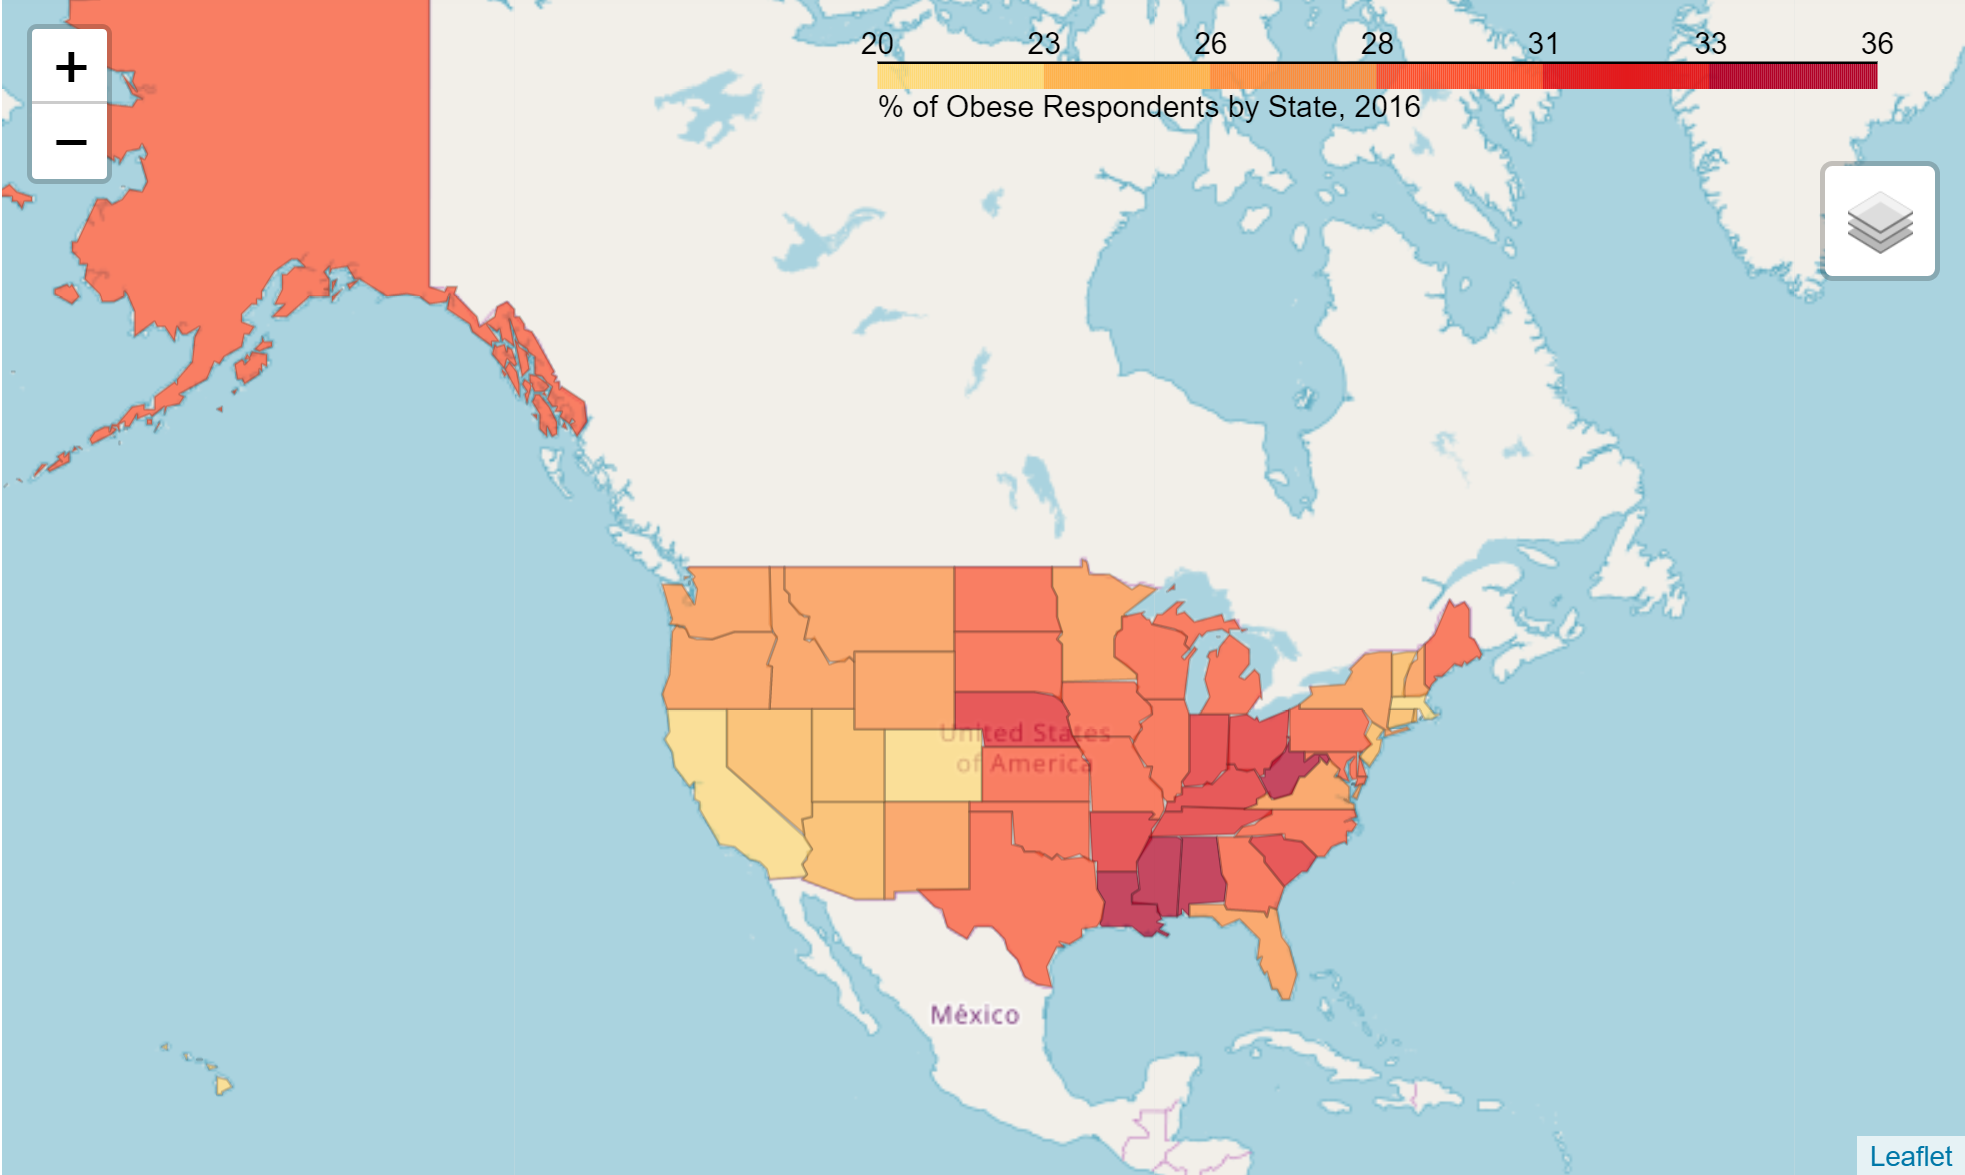 +
−
20 23 26 28 31 33 36
% of Obese Respondents by State, 2016
United States
of America
México
Leaflet